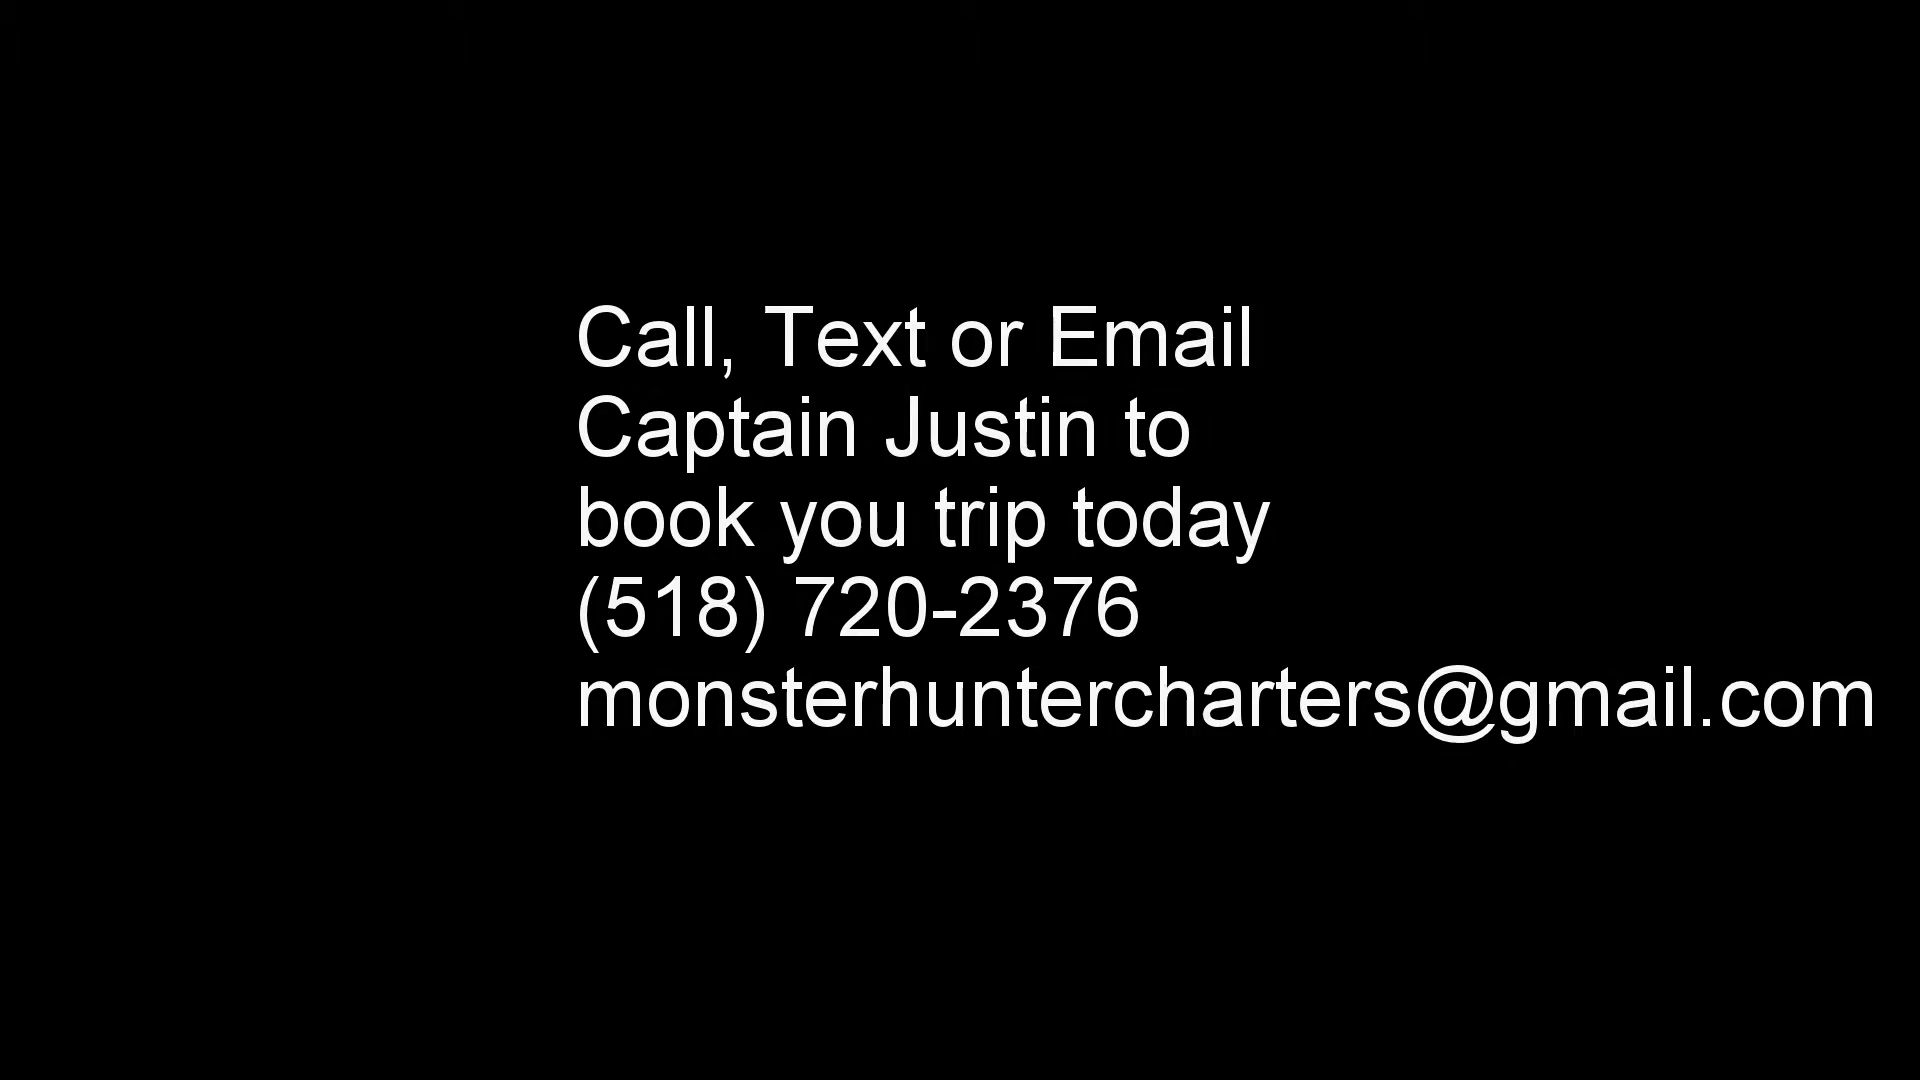 Call, Text or Email
Captain Justin to
book you trip today
(518) 720-2376
monsterhuntercharters@gmail.com